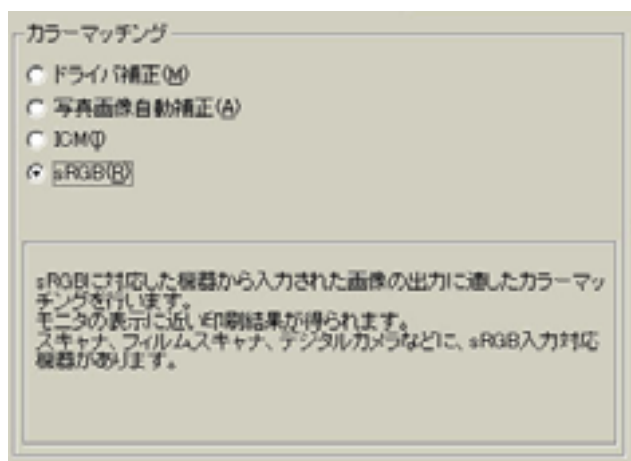 カラーマッチング
ドライバ補正(M)
写真画像自動補正(A)
ICM(I)
sRGB(R)
sRGBに対応した機器から入力された画像の出力に適したカラーマッ
チングを行います。
モニタの表示に近い印刷結果が得られます。
スキャナ、フィルムスキャナ、デジタルカメラなどに、sRGB入力対応
機器があります。